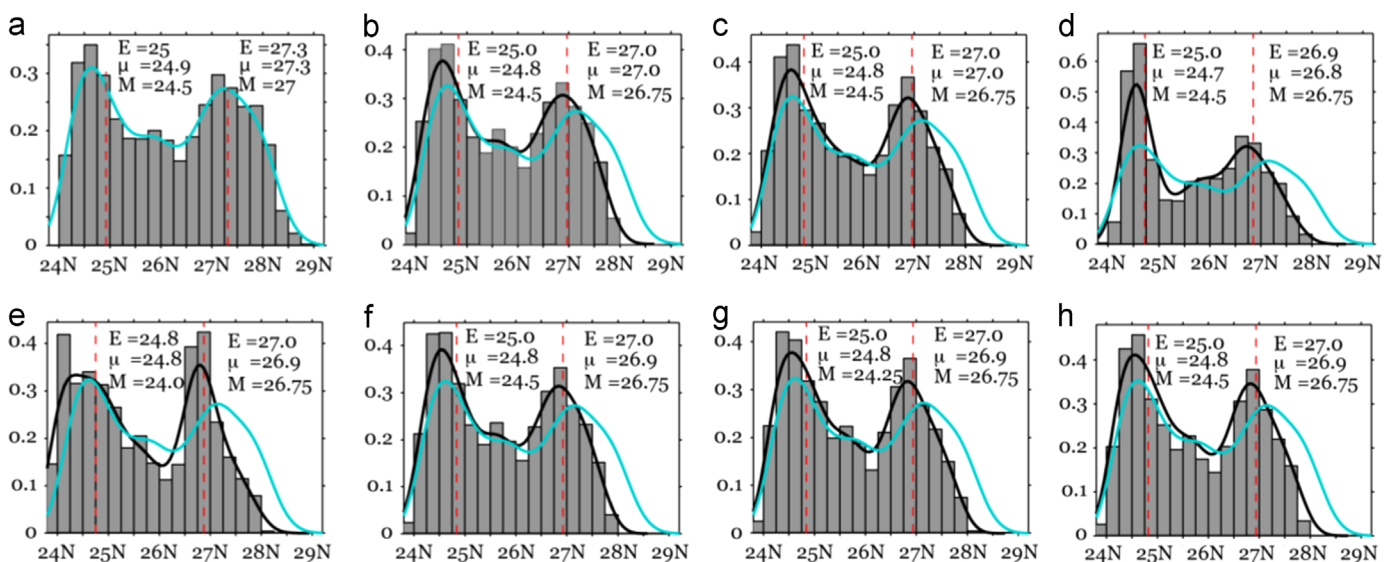 a
E =25
μ =24.9
M =24.5
E =27.3
μ =27.3
M =27
0.3
0.2
0.1
0
24N 25N 26N 27N 28N 29N
b
E =25.0
μ =24.8
M =24.5
E =27.0
μ =27.0
M =26.75
0.4
0.3
0.2
0.1
0
24N 25N 26N 27N 28N 29N
c
E =25.0
μ =24.8
M =24.5
E =27.0
μ =27.0
M =26.75
0.4
0.3
0.2
0.1
0
24N 25N 26N 27N 28N 29N
d
E =25.0
μ =24.7
M =24.5
E =26.9
μ =26.8
M =26.75
0.6
0.5
0.4
0.3
0.2
0.1
0
24N 25N 26N 27N 28N 29N
e
E =24.8
μ =24.8
M =24.0
E =27.0
μ =26.9
M =26.75
0.4
0.3
0.2
0.1
0
24N 25N 26N 27N 28N 29N
f
E =25.0
μ =24.8
M =24.5
E =27.0
μ =26.9
M =26.75
0.4
0.3
0.2
0.1
0
24N 25N 26N 27N 28N 29N
g
E =25.0
μ =24.8
M =24.25
E =27.0
μ =26.9
M =26.75
0.4
0.3
0.2
0.1
0
24N 25N 26N 27N 28N 29N
h
E =25.0
μ =24.8
M =24.5
E =27.0
μ =26.9
M =26.75
0.4
0.3
0.2
0.1
0
24N 25N 26N 27N 28N 29N